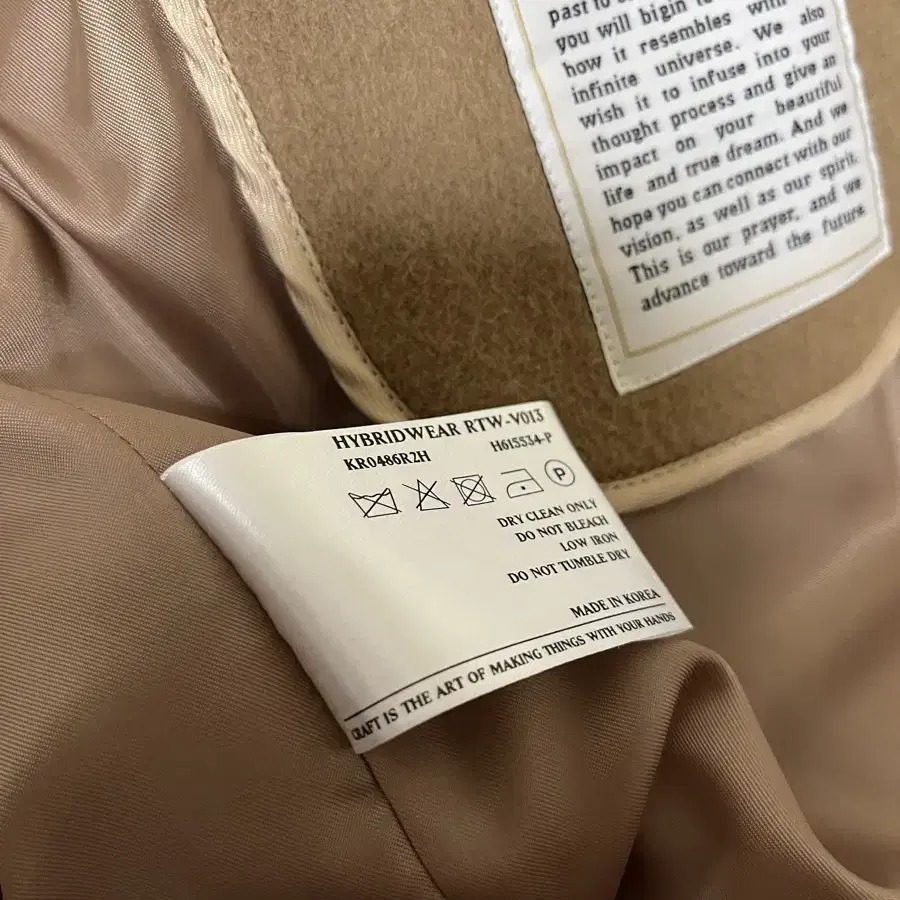 past to
you will bigin
how it resembles with
infinite universe. We also
wish it to infuse into your
thought process and give an
impact on your beautiful
life and true dream. And we
hope you can connect with our
vision, as well as our spirit.
This is our prayer, and we
advance toward the future
HYBRIDWEAR RTW-V013
KR0486R2H H615534-P
P
DRY CLEAN ONLY
DO NOT BLEACH
LOW IRON
DO NOT TUMBLE DRY
MADE IN KOREA
CRAFT IS THE ART OF MAKING THINGS WITH YOUR HANDS